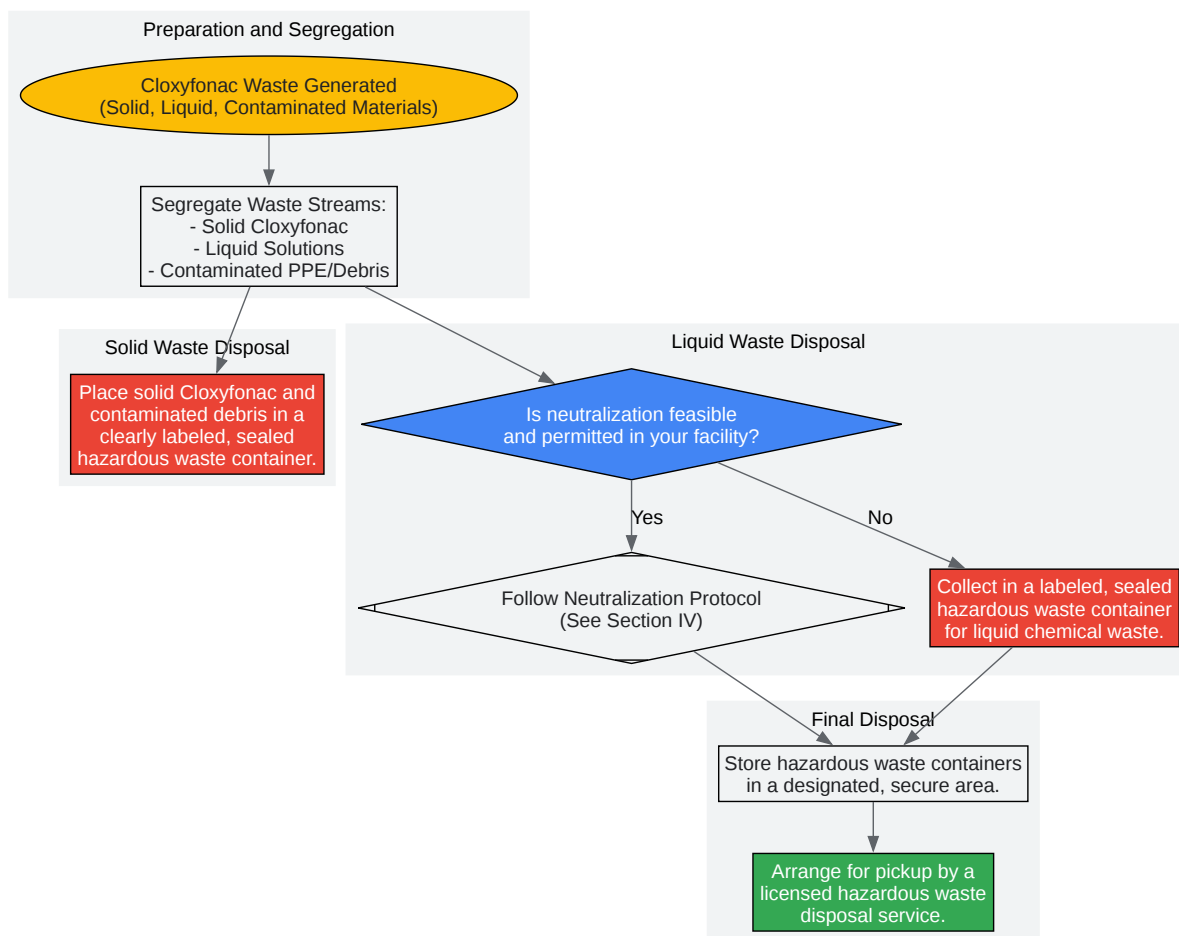 Preparation and Segregation
Cloxyfonac Waste Generated
(Solid, Liquid, Contaminated Materials)
Segregate Waste Streams:
- Solid Cloxyfonac
- Liquid Solutions
- Contaminated PPE/Debris
Solid Waste Disposal
Place solid Cloxyfonac and
contaminated debris in a
clearly labeled, sealed
hazardous waste container.
Liquid Waste Disposal
Is neutralization feasible
and permitted in your facility?
Yes
No
Follow Neutralization Protocol
(See Section IV)
Collect in a labeled, sealed
hazardous waste container
for liquid chemical waste.
Final Disposal
Store hazardous waste containers
in a designated, secure area.
Arrange for pickup by a
licensed hazardous waste
disposal service.